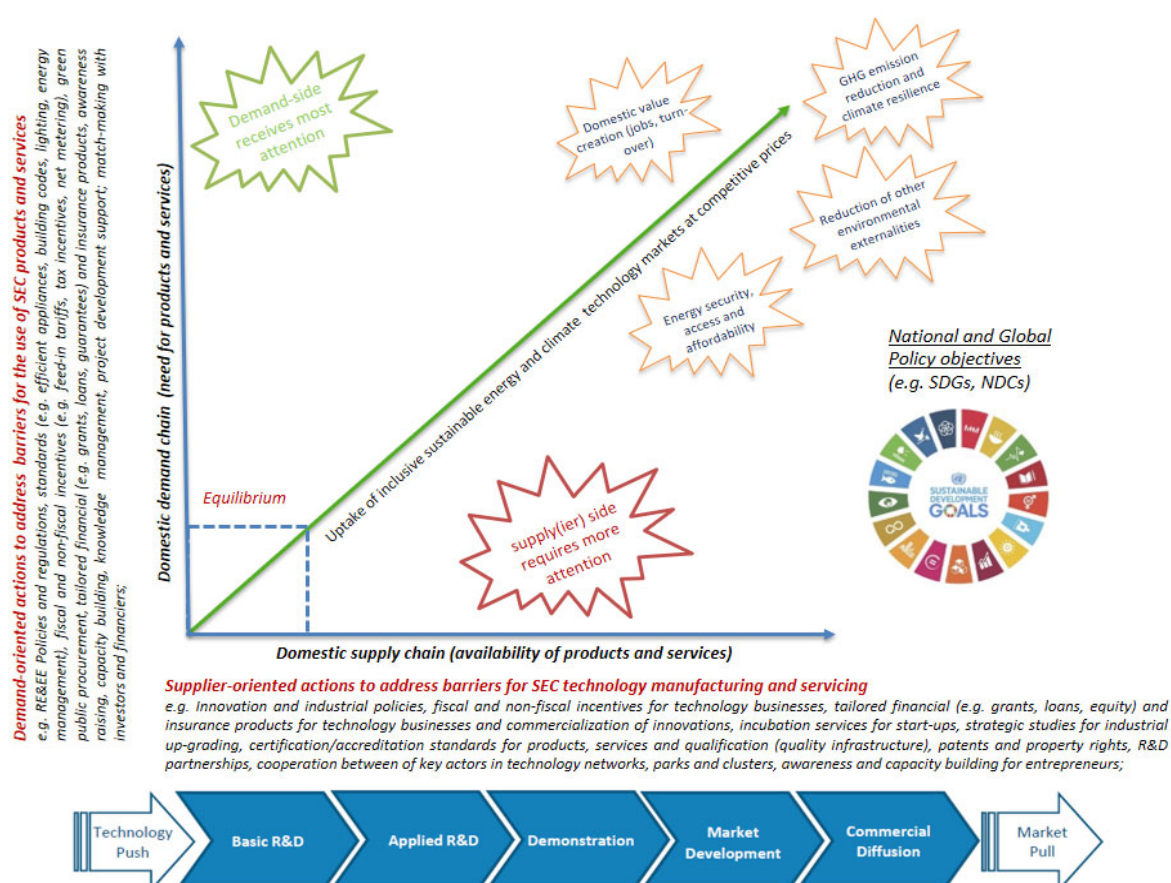 Demand-oriented actions to address barriers for the use of SEC products and services
e.g. RE&EE Policies and regulations, standards (e.g. efficient appliances, building codes, lighting, energy
management), fiscal and non-fiscal incentives (e.g. feed-in tariffs, tax incentives, net metering), green
public procurement, tailored financial (e.g. grants, loans, guarantees) and insurance products, awareness
raising, capacity building, knowledge management, project development support; match-making with
investors and financiers;
Domestic demand chain (need for products and services)
Demand-side
receives most
attention
Domestic value
creation (jobs, turn-
over)
GHG emission
reduction and
climate resilience
Reduction of other
environmental
externalities
Energy security,
access and
affordability
Uptake of inclusive sustainable energy and climate technology markets at competitive prices
National and Global
Policy objectives
(e.g. SDGs, NDCs)
SUSTAINABLE
DEVELOPMENT
GOALS
Equilibrium
supply(ier) side
requires more
attention
Domestic supply chain (availability of products and services)
Supplier-oriented actions to address barriers for SEC technology manufacturing and servicing
e.g. Innovation and industrial policies, fiscal and non-fiscal incentives for technology businesses, tailored financial (e.g. grants, loans, equity) and
insurance products for technology businesses and commercialization of innovations, incubation services for start-ups, strategic studies for industrial
up-grading, certification/accreditation standards for products, services and qualification (quality infrastructure), patents and property rights, R&D
partnerships, cooperation between of key actors in technology networks, parks and clusters, awareness and capacity building for entrepreneurs;
Technology
Push
Basic R&D
Applied R&D
Demonstration
Market
Development
Commercial
Diffusion
Market
Pull